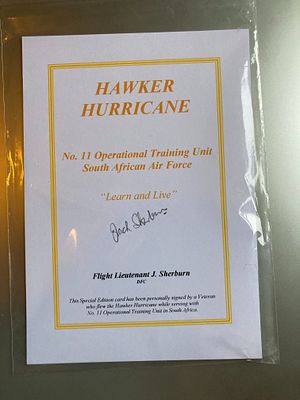 HAWKER
HURRICANE
No. 11 Operational Training Unit
South African Air Force
"Learn and Live"
Jack Sherburn
Flight Lieutenant J. Sherburn
DFC
This Special Edition card has been personally signed by a Veteran
who flew the Hawker Hurricane while serving with
No. 11 Operational Training Unit in South Africa.